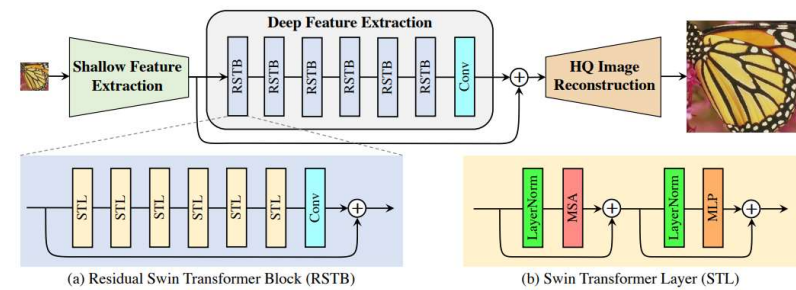 Deep Feature Extraction
Shallow Feature
Extraction
RSTB
RSTB
RSTB
RSTB
RSTB
RSTB
Conv
HQ Image
Reconstruction
STL
STL
STL
STL
STL
STL
Conv
LayerNorm
MSA
LayerNorm
MLP
(a) Residual Swin Transformer Block (RSTB)
(b) Swin Transformer Layer (STL)